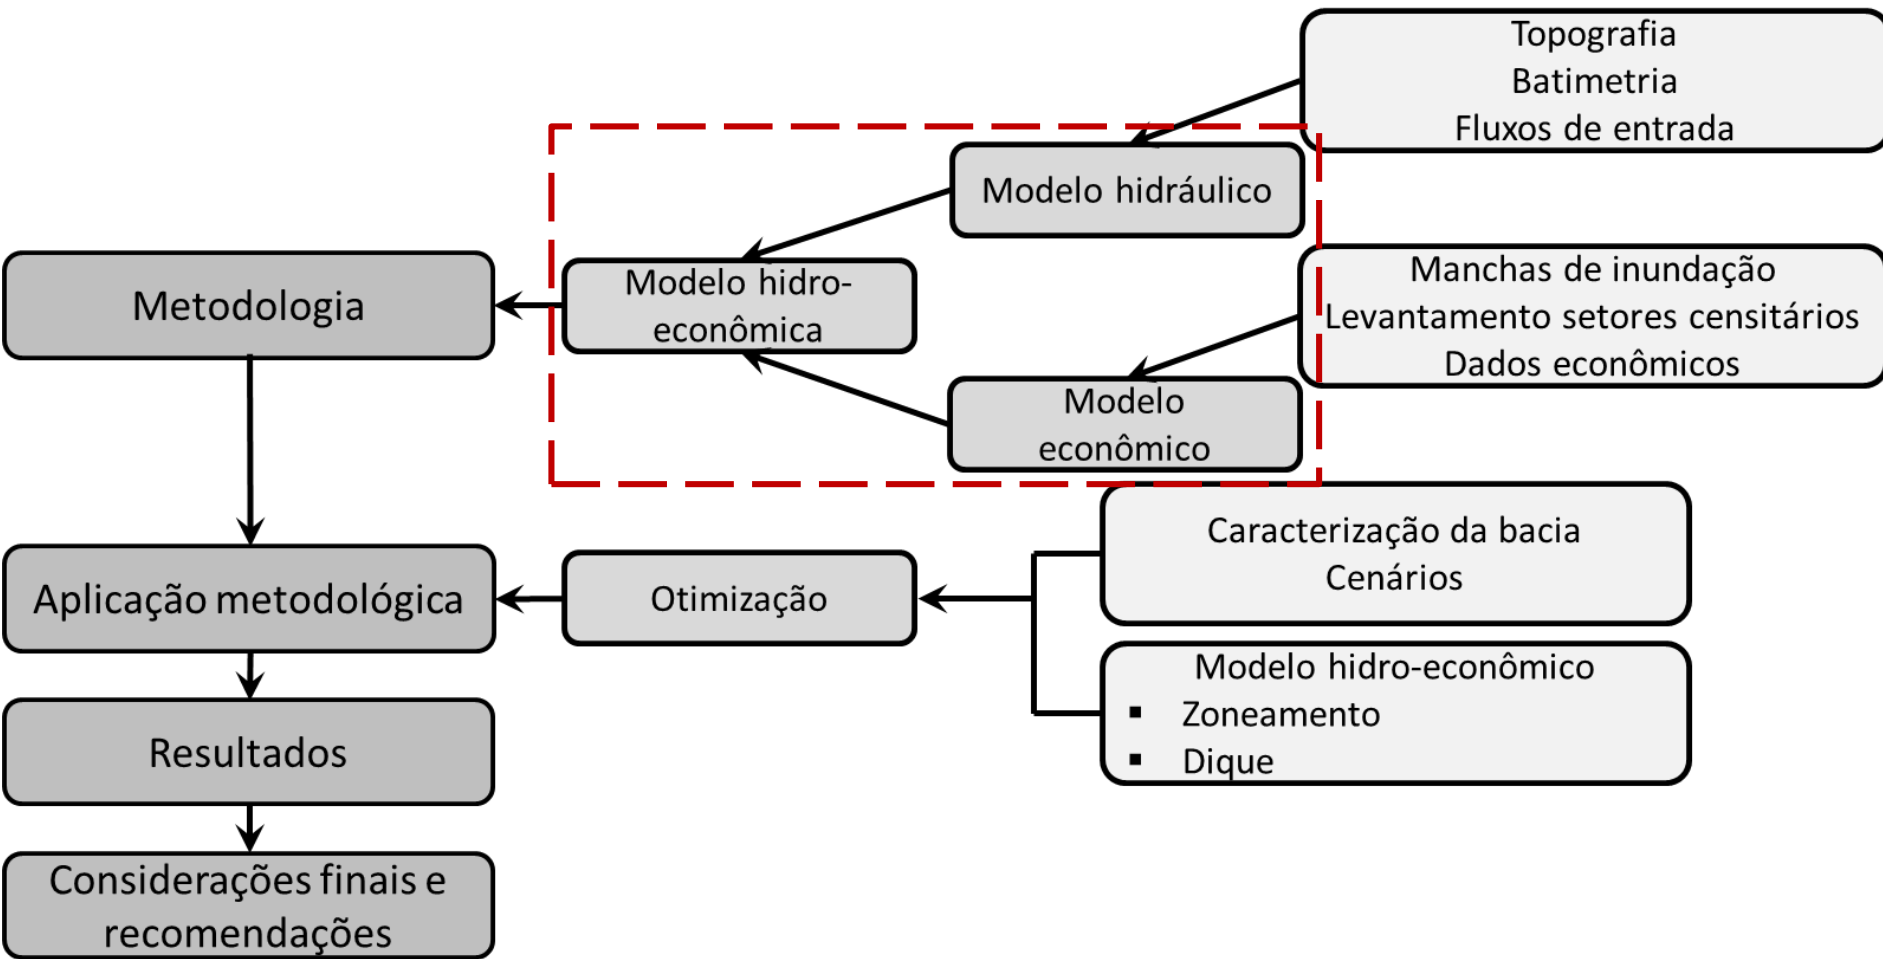 Topografia
Batimetria
Fluxos de entrada
Modelo hidráulico
Metodologia
Modelo hidro-
econômica
Manchas de inundação
Levantamento setores censitários
Dados econômicos
Modelo
econômico
Aplicação metodológica
Otimização
Caracterização da bacia
Cenários
Modelo hidro-econômico
▪ Zoneamento
▪ Dique
Resultados
Considerações finais e
recomendações